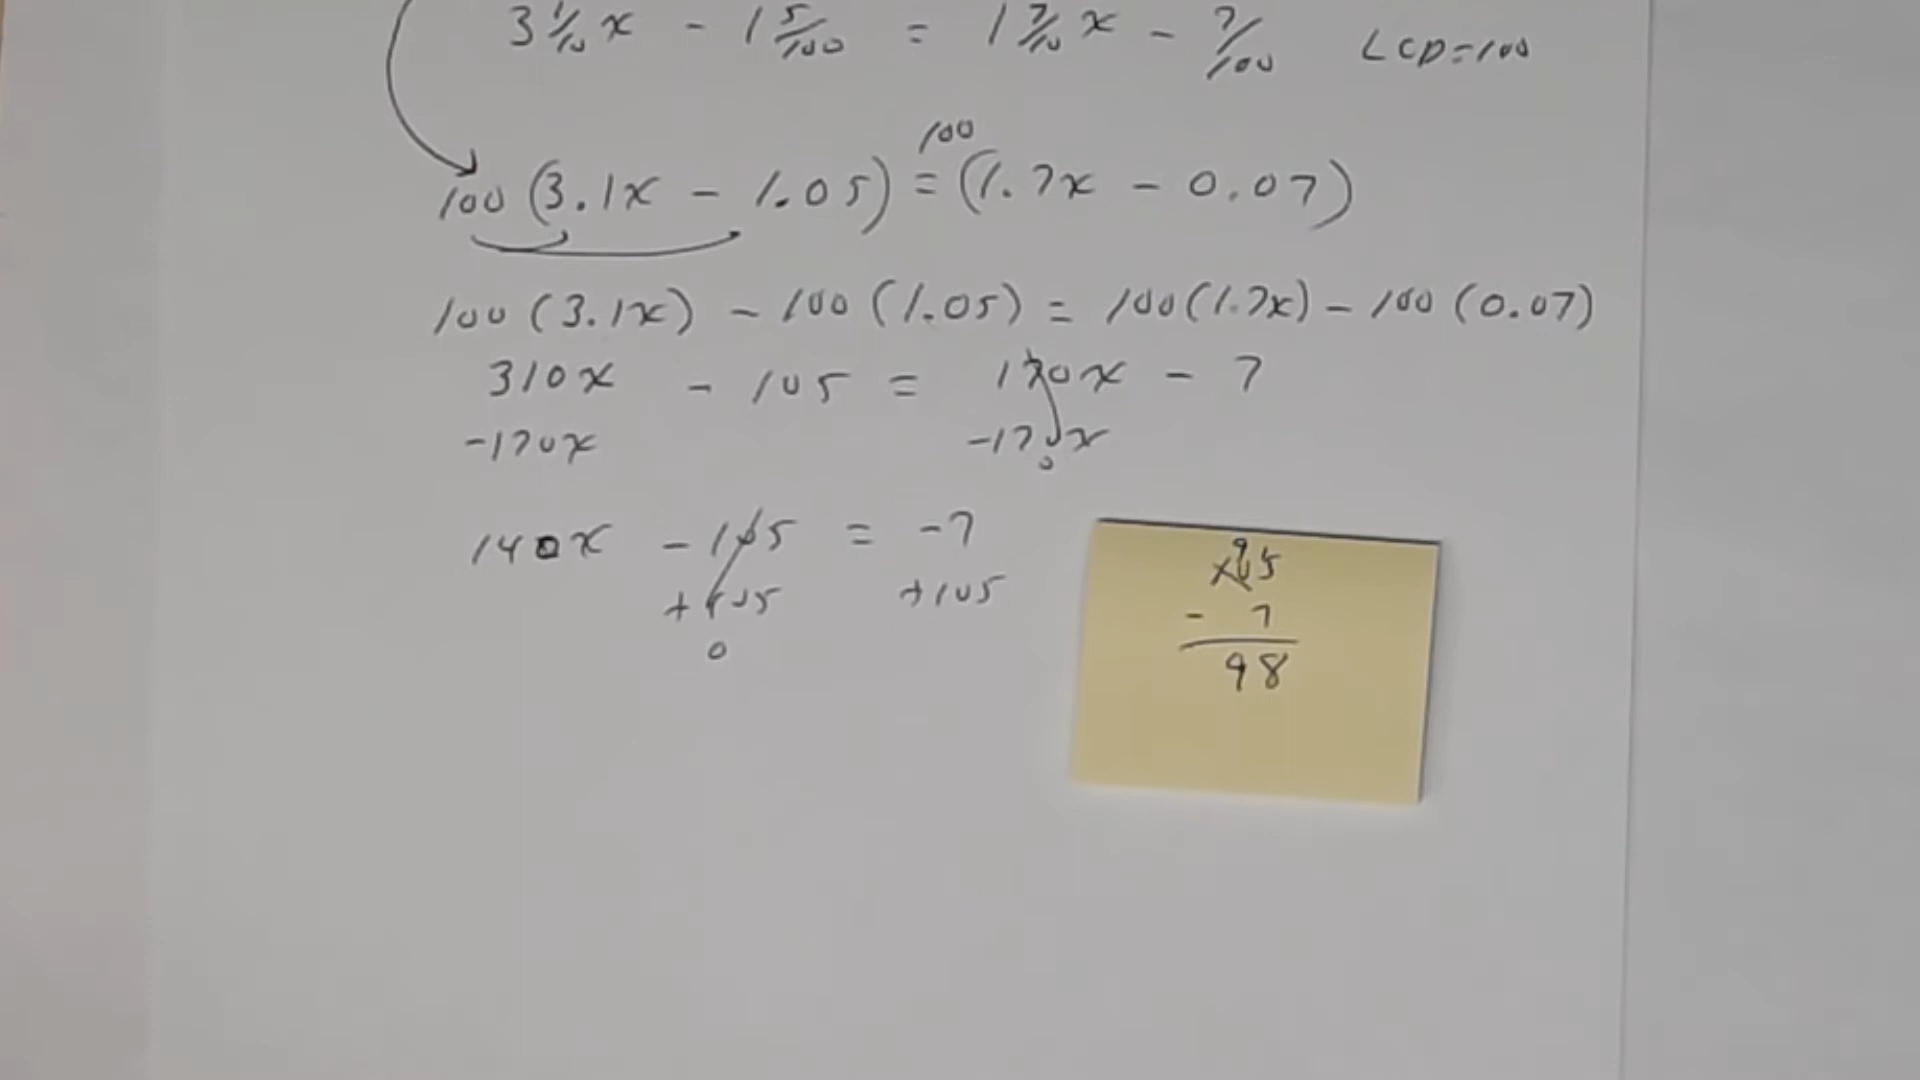 3 1/10 x - 1 5/100 = 1 7/10 x - 7/100 LCD=100
100
100 (3.1x - 1.05) = (1.7x - 0.07)
100 (3.1x) - 100 (1.05) = 100 (1.7x) - 100 (0.07)
310x - 105 = 170x - 7
-170x -170x
0
140x - 105 = -7
+105 +105
0
9
105
- 7
98